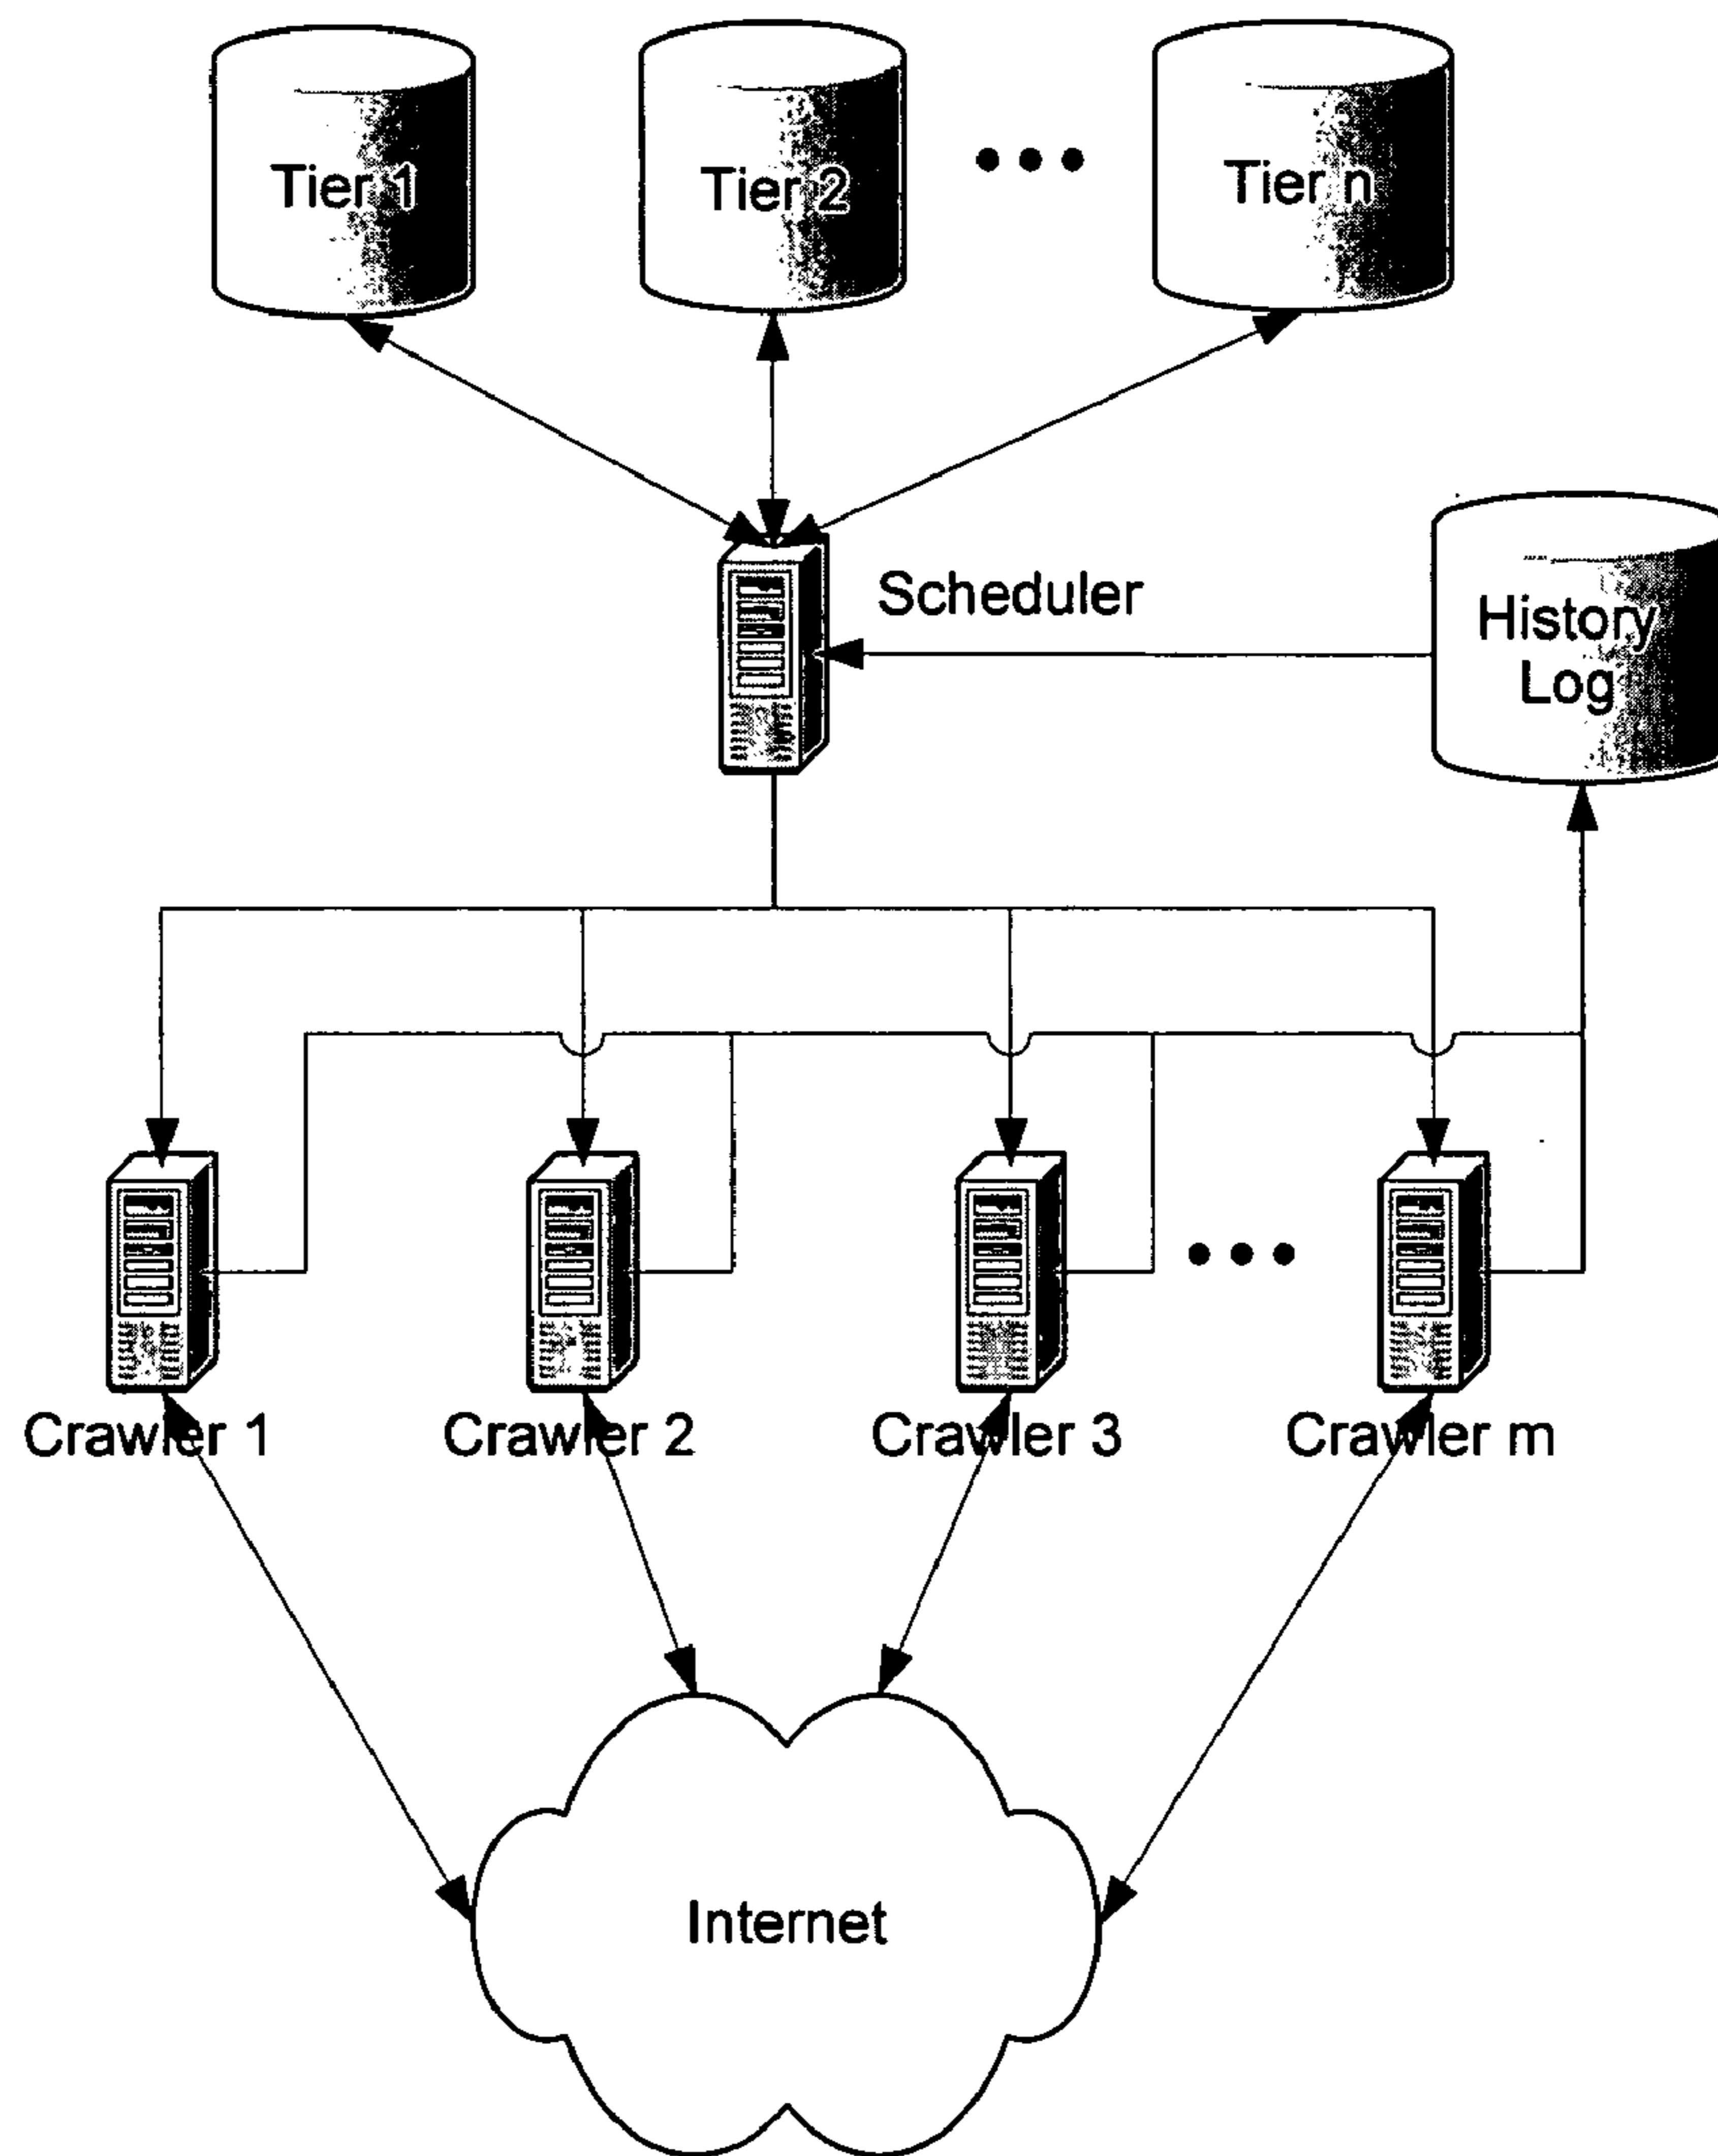 Tier 1
Tier 2
Tier n
Scheduler
History
Log
Crawler 1
Crawler 2
Crawler 3
Crawler m
Internet